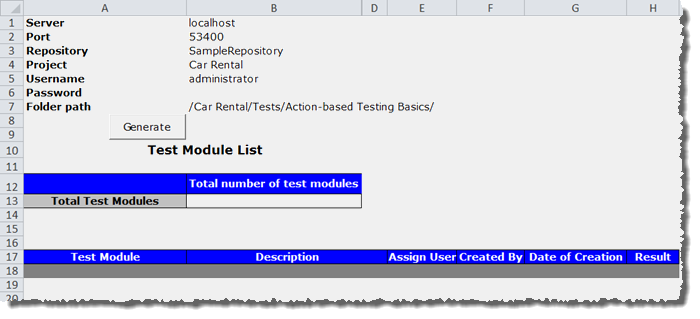 A B D E F G H
1 Server localhost
2 Port 53400
3 Repository SampleRepository
4 Project Car Rental
5 Username administrator
6 Password
7 Folder path /Car Rental/Tests/Action-based Testing Basics/
8
Generate
9
10 Test Module List
11
12 Total number of test modules
13 Total Test Modules
14
15
16
17 Test Module Description Assign User Created By Date of Creation Result
18
19
20